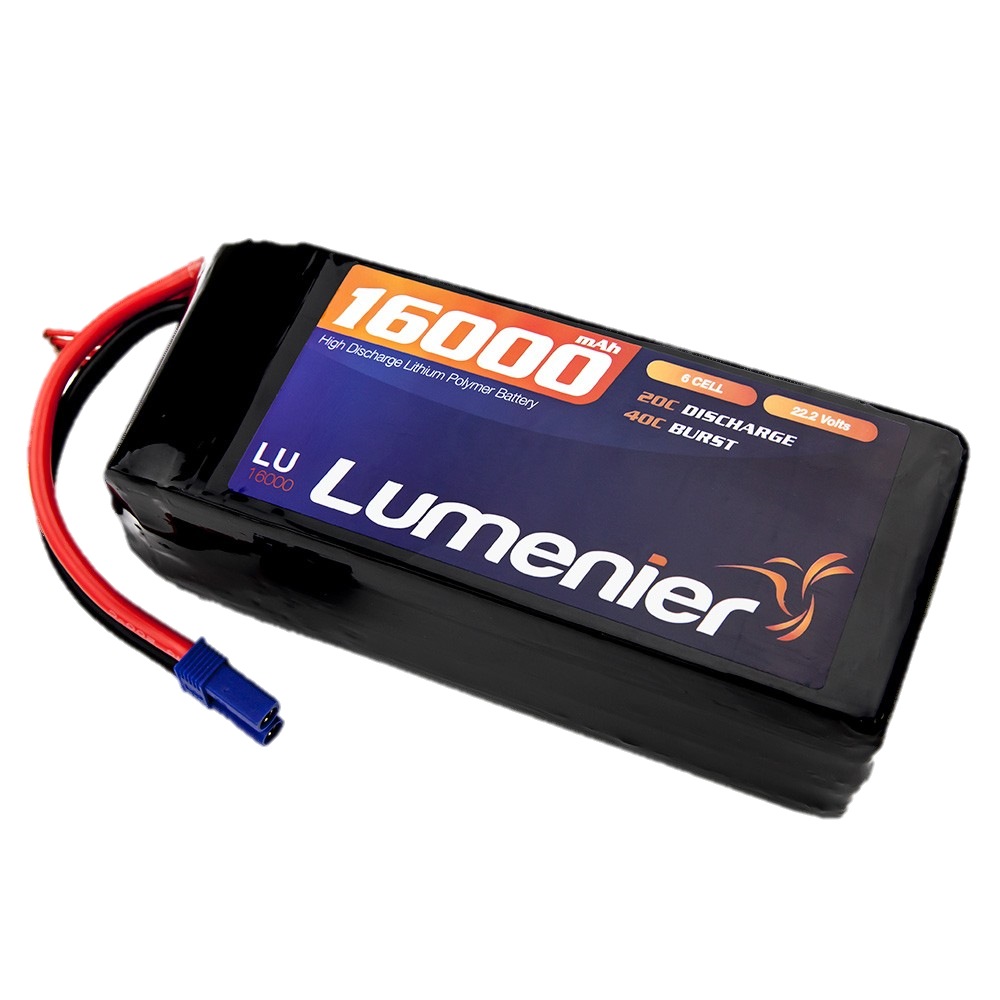 16000 mAh
High Discharge Lithium Polymer Battery
6 CELL
22.2 Volts
20C DISCHARGE
40C BURST
LU
16000
Lumenier